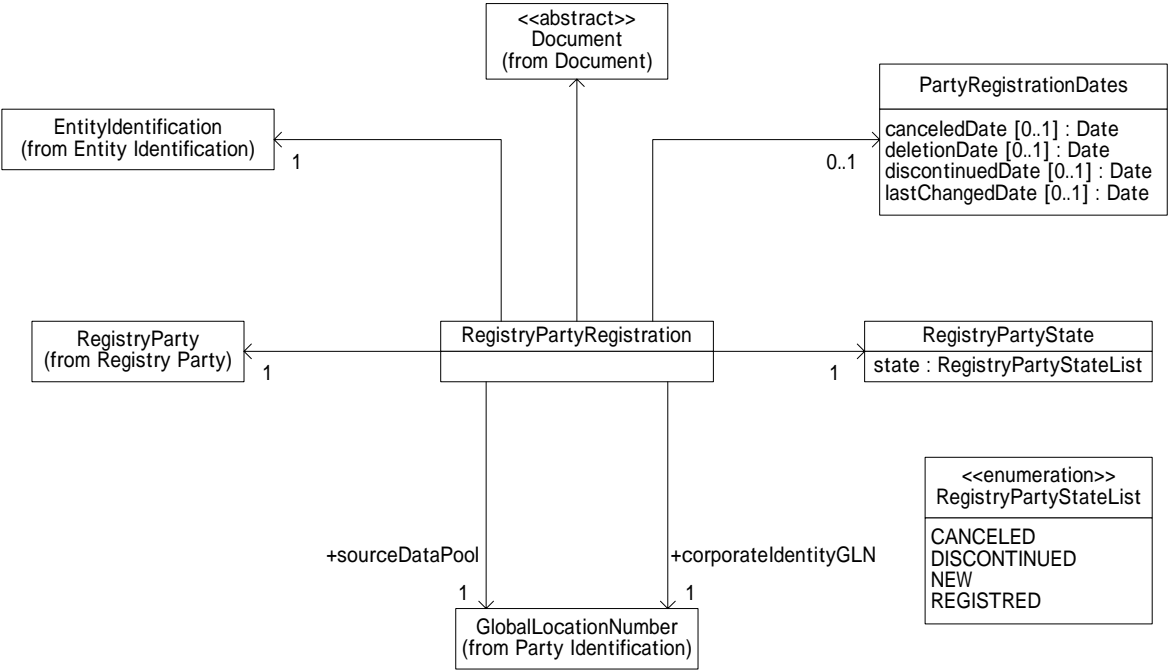 <<abstract>>
Document
(from Document)
PartyRegistrationDates
canceledDate [0..1] : Date
deletionDate [0..1] : Date
discontinuedDate [0..1] : Date
lastChangedDate [0..1] : Date
EntityIdentification
(from Entity Identification)
1
0..1
RegistryParty
(from Registry Party)
1
RegistryPartyRegistration
RegistryPartyState
state : RegistryPartyStateList
1
<<enumeration>>
RegistryPartyStateList
CANCELED
DISCONTINUED
NEW
REGISTRED
+sourceDataPool
1
+corporateIdentityGLN
1
GlobalLocationNumber
(from Party Identification)